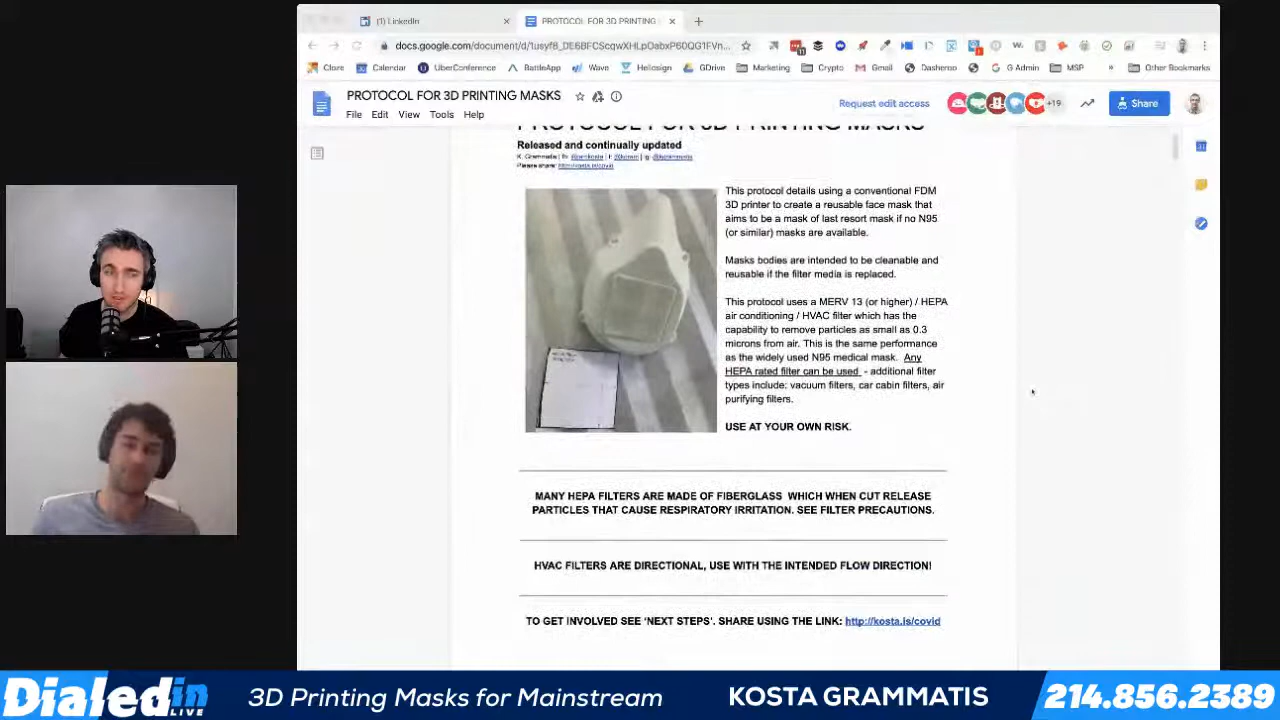 (1) LinkedIn
PROTOCOL FOR 3D PRINTING
docs.google.com/document/d/
Clore Calendar UberConference BattleApp Wave Hellosign GDrive Marketing Crypto Gmail Dasheroo G Admin MSP » Other Bookmarks
PROTOCOL FOR 3D PRINTING MASKS
Request edit access
+19
Share
File Edit View Tools Help
PROTOCOL FOR 3D PRINTING MASKS
Released and continually updated
This protocol details using a conventional FDM
3D printer to create a reusable face mask that
aims to be a mask of last resort mask if no N95
(or similar) masks are available.
Masks bodies are intended to be cleanable and
reusable if the filter media is replaced.
This protocol uses a MERV 13 (or higher) / HEPA
air conditioning / HVAC filter which has the
capability to remove particles as small as 0.3
microns from air. This is the same performance
as the widely used N95 medical mask. Any
HEPA rated filter can be used - additional filter
types include: vacuum filters, car cabin filters, air
purifying filters.
USE AT YOUR OWN RISK.
MANY HEPA FILTERS ARE MADE OF FIBERGLASS WHICH WHEN CUT RELEASE
PARTICLES THAT CAUSE RESPIRATORY IRRITATION. SEE FILTER PRECAUTIONS.
HVAC FILTERS ARE DIRECTIONAL, USE WITH THE INTENDED FLOW DIRECTION!
TO GET INVOLVED SEE ‘NEXT STEPS’. SHARE USING THE LINK: http://kosta.is/covid
Dialedin LIVE
3D Printing Masks for Mainstream
KOSTA GRAMMATIS
214.856.2389